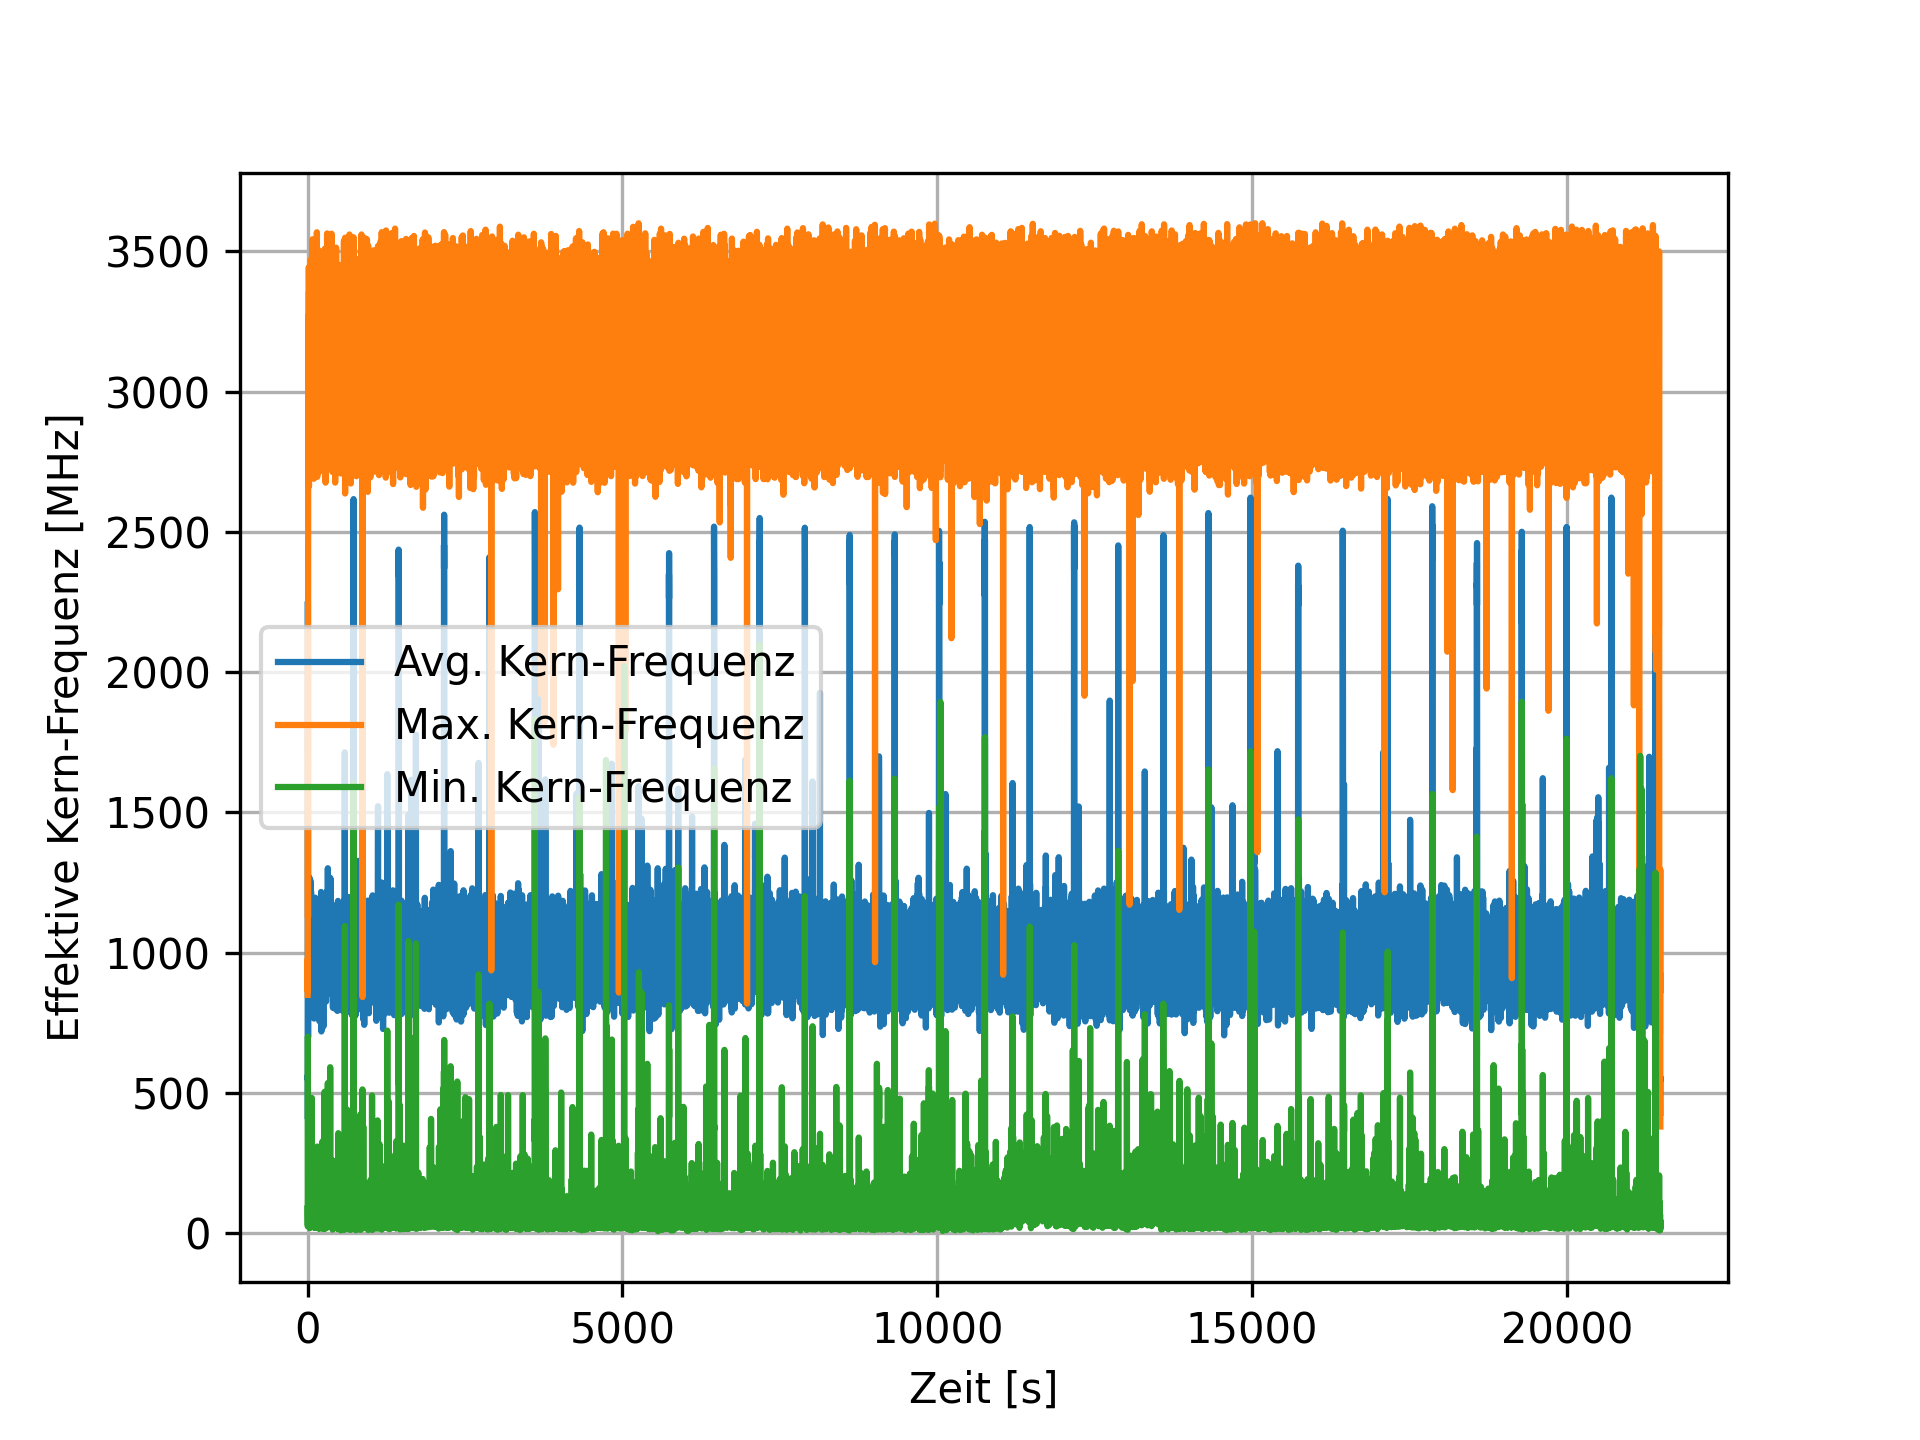 Effektive Kern-Frequenz [MHz]
3500
3000
2500
2000
1500
1000
500
0
Avg. Kern-Frequenz
Max. Kern-Frequenz
Min. Kern-Frequenz
0 5000 10000 15000 20000
Zeit [s]